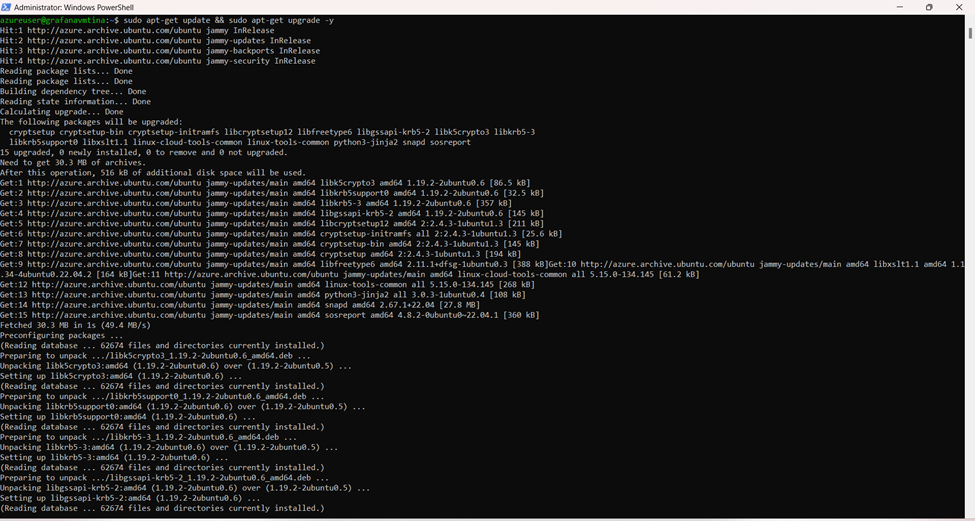 Administrator: Windows PowerShell
azureuser@grafanavmtina:~$ sudo apt-get update && sudo apt-get upgrade -y
Hit:1 http://azure.archive.ubuntu.com/ubuntu jammy InRelease
Hit:2 http://azure.archive.ubuntu.com/ubuntu jammy-updates InRelease
Hit:3 http://azure.archive.ubuntu.com/ubuntu jammy-backports InRelease
Hit:4 http://azure.archive.ubuntu.com/ubuntu jammy-security InRelease
Reading package lists... Done
Reading package lists... Done
Building dependency tree... Done
Reading state information... Done
Calculating upgrade... Done
The following packages will be upgraded:
  cryptsetup cryptsetup-bin cryptsetup-initramfs libcryptsetup12 libfreetype6 libgssapi-krb5-2 libk5crypto3 libkrb5-3
  libkrb5support0 libxslt1.1 linux-cloud-tools-common linux-tools-common python3-jinja2 snapd sosreport
15 upgraded, 0 newly installed, 0 to remove and 0 not upgraded.
Need to get 30.3 MB of archives.
After this operation, 516 kB of additional disk space will be used.
Get:1 http://azure.archive.ubuntu.com/ubuntu jammy-updates/main amd64 libk5crypto3 amd64 1.19.2-2ubuntu0.6 [86.5 kB]
Get:2 http://azure.archive.ubuntu.com/ubuntu jammy-updates/main amd64 libkrb5support0 amd64 1.19.2-2ubuntu0.6 [32.5 kB]
Get:3 http://azure.archive.ubuntu.com/ubuntu jammy-updates/main amd64 libkrb5-3 amd64 1.19.2-2ubuntu0.6 [357 kB]
Get:4 http://azure.archive.ubuntu.com/ubuntu jammy-updates/main amd64 libgssapi-krb5-2 amd64 1.19.2-2ubuntu0.6 [145 kB]
Get:5 http://azure.archive.ubuntu.com/ubuntu jammy-updates/main amd64 libcryptsetup12 amd64 2:2.4.3-1ubuntu1.3 [211 kB]
Get:6 http://azure.archive.ubuntu.com/ubuntu jammy-updates/main amd64 cryptsetup-initramfs all 2:2.4.3-1ubuntu1.3 [25.6 kB]
Get:7 http://azure.archive.ubuntu.com/ubuntu jammy-updates/main amd64 cryptsetup-bin amd64 2:2.4.3-1ubuntu1.3 [145 kB]
Get:8 http://azure.archive.ubuntu.com/ubuntu jammy-updates/main amd64 cryptsetup amd64 2:2.4.3-1ubuntu1.3 [194 kB]
Get:9 http://azure.archive.ubuntu.com/ubuntu jammy-updates/main amd64 libfreetype6 amd64 2.11.1+dfsg-1ubuntu0.3 [388 kB]Get:10 http://azure.archive.ubuntu.com/ubuntu jammy-updates/main amd64 libxslt1.1 amd64 1.1
.34-4ubuntu0.22.04.2 [164 kB]Get:11 http://azure.archive.ubuntu.com/ubuntu jammy-updates/main amd64 linux-cloud-tools-common all 5.15.0-134.145 [61.2 kB]
Get:12 http://azure.archive.ubuntu.com/ubuntu jammy-updates/main amd64 linux-tools-common all 5.15.0-134.145 [268 kB]
Get:13 http://azure.archive.ubuntu.com/ubuntu jammy-updates/main amd64 python3-jinja2 all 3.0.3-1ubuntu0.4 [108 kB]
Get:14 http://azure.archive.ubuntu.com/ubuntu jammy-updates/main amd64 snapd amd64 2.67.1+22.04 [27.8 MB]
Get:15 http://azure.archive.ubuntu.com/ubuntu jammy-updates/main amd64 sosreport amd64 4.8.2-0ubuntu0~22.04.1 [360 kB]
Fetched 30.3 MB in 1s (49.4 MB/s)
Preconfiguring packages ...
(Reading database ... 62674 files and directories currently installed.)
Preparing to unpack .../libk5crypto3_1.19.2-2ubuntu0.6_amd64.deb ...
Unpacking libk5crypto3:amd64 (1.19.2-2ubuntu0.6) over (1.19.2-2ubuntu0.5) ...
Setting up libk5crypto3:amd64 (1.19.2-2ubuntu0.6) ...
(Reading database ... 62674 files and directories currently installed.)
Preparing to unpack .../libkrb5support0_1.19.2-2ubuntu0.6_amd64.deb ...
Unpacking libkrb5support0:amd64 (1.19.2-2ubuntu0.6) over (1.19.2-2ubuntu0.5) ...
Setting up libkrb5support0:amd64 (1.19.2-2ubuntu0.6) ...
(Reading database ... 62674 files and directories currently installed.)
Preparing to unpack .../libkrb5-3_1.19.2-2ubuntu0.6_amd64.deb ...
Unpacking libkrb5-3:amd64 (1.19.2-2ubuntu0.6) over (1.19.2-2ubuntu0.5) ...
Setting up libkrb5-3:amd64 (1.19.2-2ubuntu0.6) ...
(Reading database ... 62674 files and directories currently installed.)
Preparing to unpack .../libgssapi-krb5-2_1.19.2-2ubuntu0.6_amd64.deb ...
Unpacking libgssapi-krb5-2:amd64 (1.19.2-2ubuntu0.6) over (1.19.2-2ubuntu0.5) ...
Setting up libgssapi-krb5-2:amd64 (1.19.2-2ubuntu0.6) ...
(Reading database ... 62674 files and directories currently installed.)